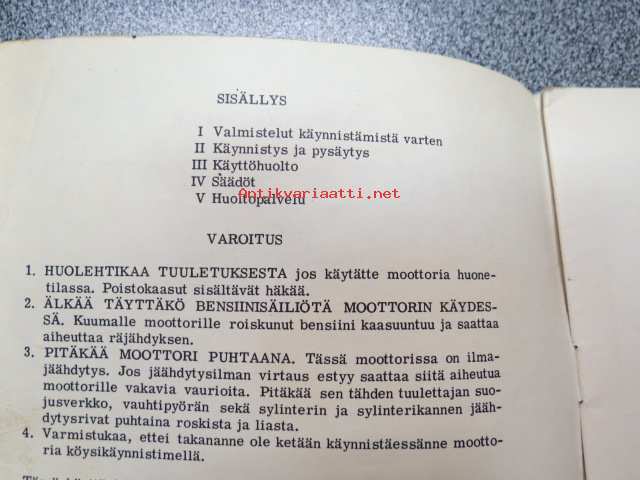 SISÄLLYS
I Valmistelut käynnistämistä varten
II Käynnistys ja pysäytys
III Käyttöhuolto
IV Säädöt
Antikvariaatti.net
V Huoltopalvelu
VAROITUS
1. HUOLEHTIKAA TUULETUKSESTA jos käytätte moottoria huone-
tilassa. Poistokaasut sisältävät häkää.
2. ÄLKÄÄ TÄYTTÄKÖ BENSIINISÄILIÖTÄ MOOTTORIN KÄYDES-
SÄ. Kuumalle moottorille roiskunut bensiini kaasuuntuu ja saattaa
aiheuttaa räjähdyksen.
3. PITÄKÄÄ MOOTTORI PUHTAANA. Tässä moottorissa on ilma-
jäähdytys. Jos jäähdytysilman virtaus estyy saattaa siitä aiheutua
moottorille vakavia vaurioita. Pitäkää sen tähden tuulettajan suo-
jusverkko, vauhtipyörän sekä sylinterin ja sylinterikannen jääh-
dytysrivat puhtaina roskista ja liasta.
4. Varmistukaa, ettei takananne ole ketään käynnistäessänne mootto-
ria köysikäynnistimellä.